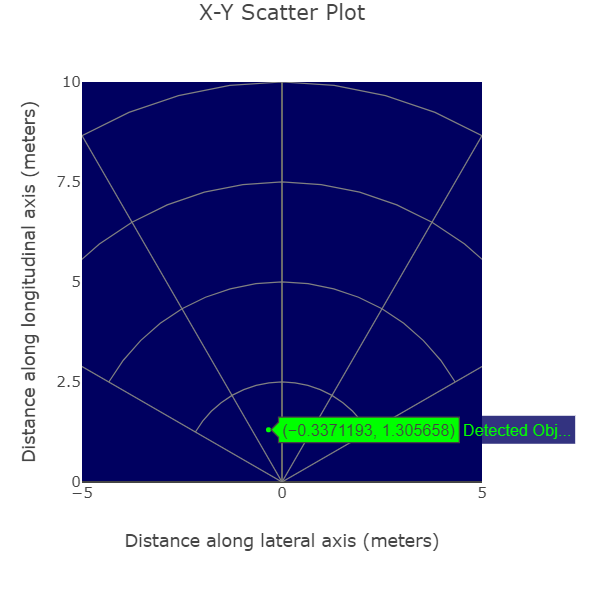 X-Y Scatter Plot
Distance along longitudinal axis (meters)
10
7.5
5
2.5
0
(−0.3371193, 1.305658) Detected Obj...
−5
0
5
Distance along lateral axis (meters)